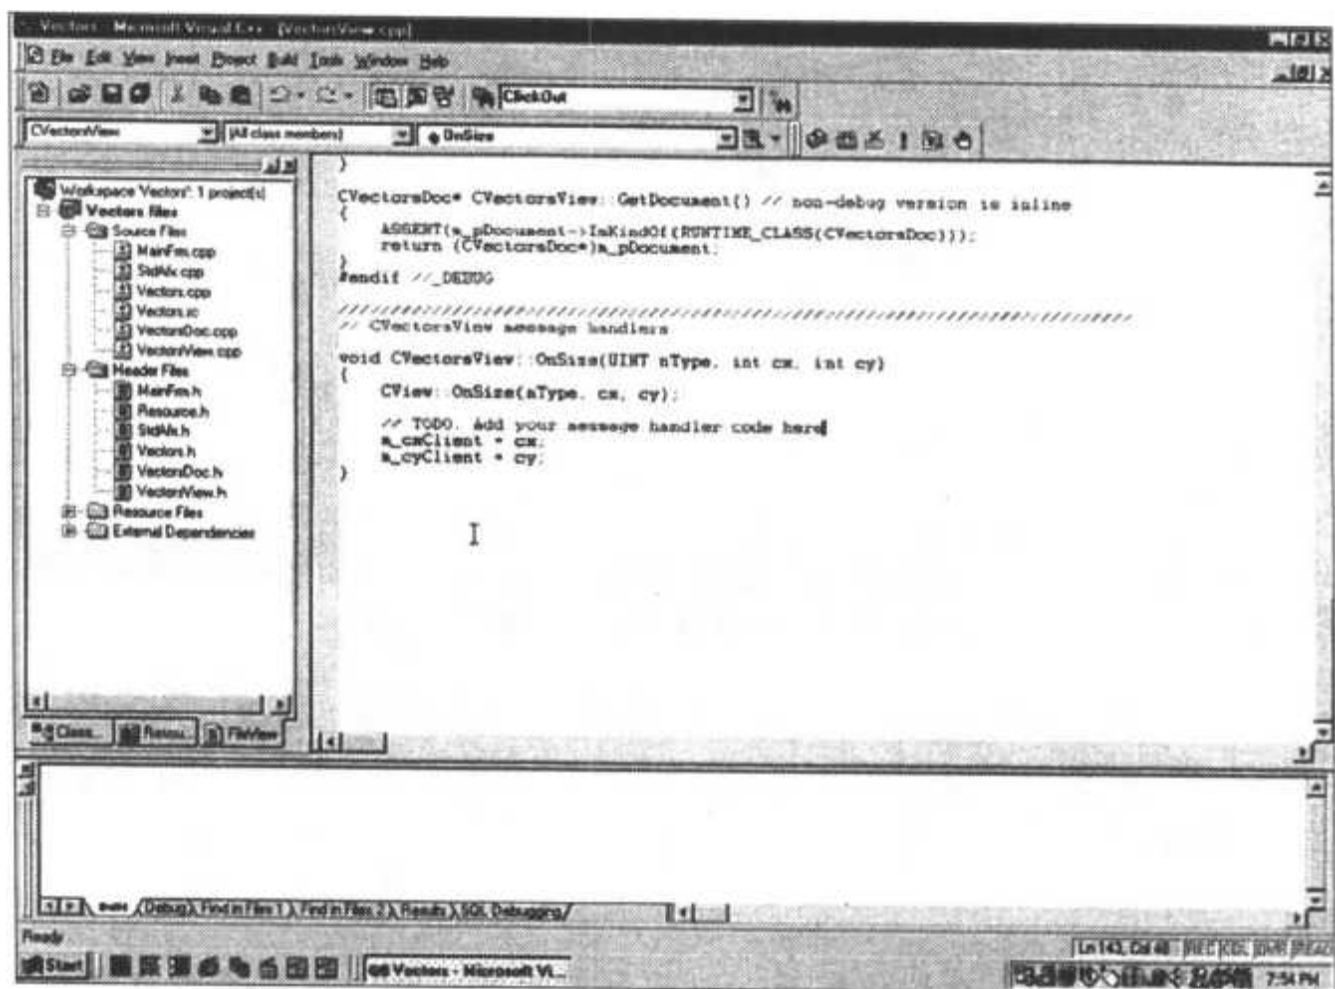 Vectors - Microsoft Visual C++ - [VectorsView.cpp]
File Edit View Insert Project Build Tools Window Help
ClickOut
CVectorsView [All class members] OnSize
Workspace 'Vectors': 1 project(s)
Vectors files
Source Files
MainFrm.cpp
StdAfx.cpp
Vectors.cpp
Vectors.rc
VectorsDoc.cpp
VectorsView.cpp
Header Files
MainFrm.h
Resource.h
StdAfx.h
Vectors.h
VectorsDoc.h
VectorsView.h
Resource Files
External Dependencies
Class... Resou... FileView
}
CVectorsDoc* CVectorsView::GetDocument() // non-debug version is inline
{
ASSERT(m_pDocument->IsKindOf(RUNTIME_CLASS(CVectorsDoc)));
return (CVectorsDoc*)m_pDocument;
}
#endif //_DEBUG
/////////////////////////////////////////////////////////////////////////////
// CVectorsView message handlers
void CVectorsView::OnSize(UINT nType, int cx, int cy)
{
CView::OnSize(nType, cx, cy);
// TODO: Add your message handler code here
m_cxClient = cx;
m_cyClient = cy;
}
Build Debug Find in Files 1 Find in Files 2 Results SQL Debugging
Ready
Ln 143, Col 48 REC COL OVR READ
Start Vectors - Microsoft Vi... 7:54 PM